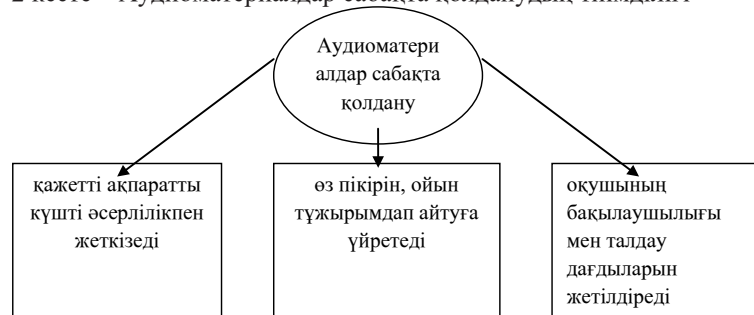 Аудиоматери
алдар сабақта
қолдану
қажетті ақпаратты
күшті әсерлілікпен
жеткізеді
өз пікірін, ойын
тұжырымдап айтуға
үйретеді
оқушының
бақылаушылығы
мен талдау
дағдыларын
жетілдіреді